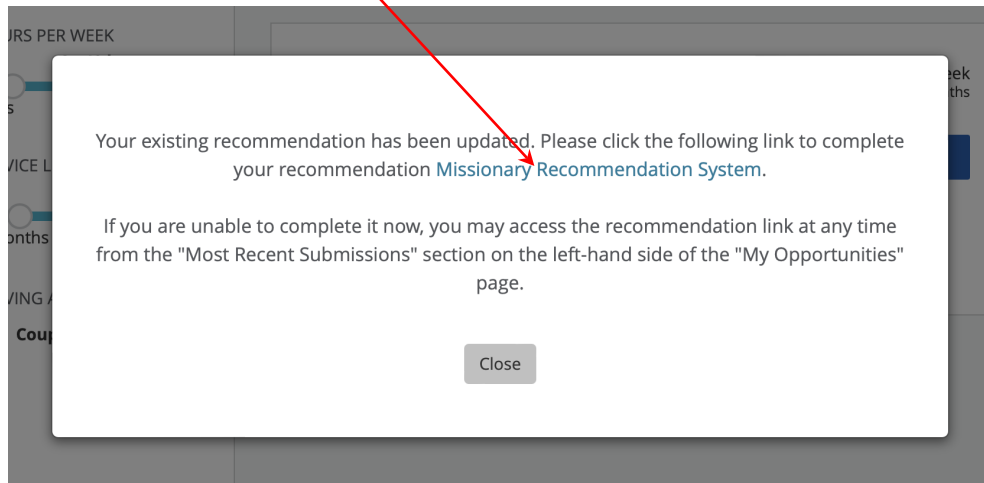 URS PER WEEK
eek
ths
s
Your existing recommendation has been updated. Please click the following link to complete
your recommendation Missionary Recommendation System.
VICE L
If you are unable to complete it now, you may access the recommendation link at any time
onths
from the "Most Recent Submissions" section on the left-hand side of the "My Opportunities"
page.
VING A
Coup
Close